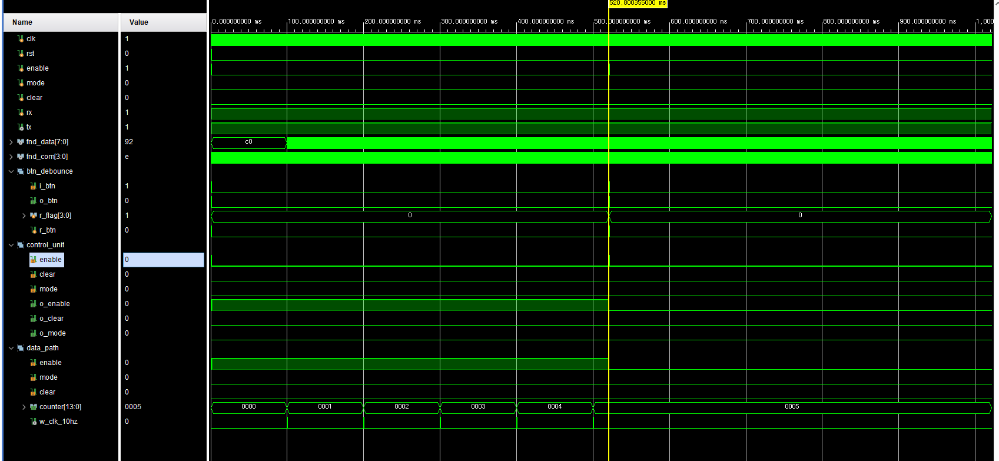 520,800355000 ms
Name Value
0,000000000 ms 100,000000000 ms 200,000000000 ms 300,000000000 ms 400,000000000 ms 500,000000000 ms 600,000000000 ms 700,000000000 ms 800,000000000 ms 900,000000000 ms 1,000
clk 1
rst 0
enable 1
mode 0
clear 0
rx 1
tx 1
fnd_data[7:0] 92 c0
fnd_com[3:0] e
btn_debounce
i_btn 1
o_btn 0
r_flag[3:0] 1 0 0
r_btn 0
control_unit
enable 0
clear 0
mode 0
o_enable 0
o_clear 0
o_mode 0
data_path
enable 0
mode 0
clear 0
counter[13:0] 0005 0000 0001 0002 0003 0004 0005
w_clk_10hz 0